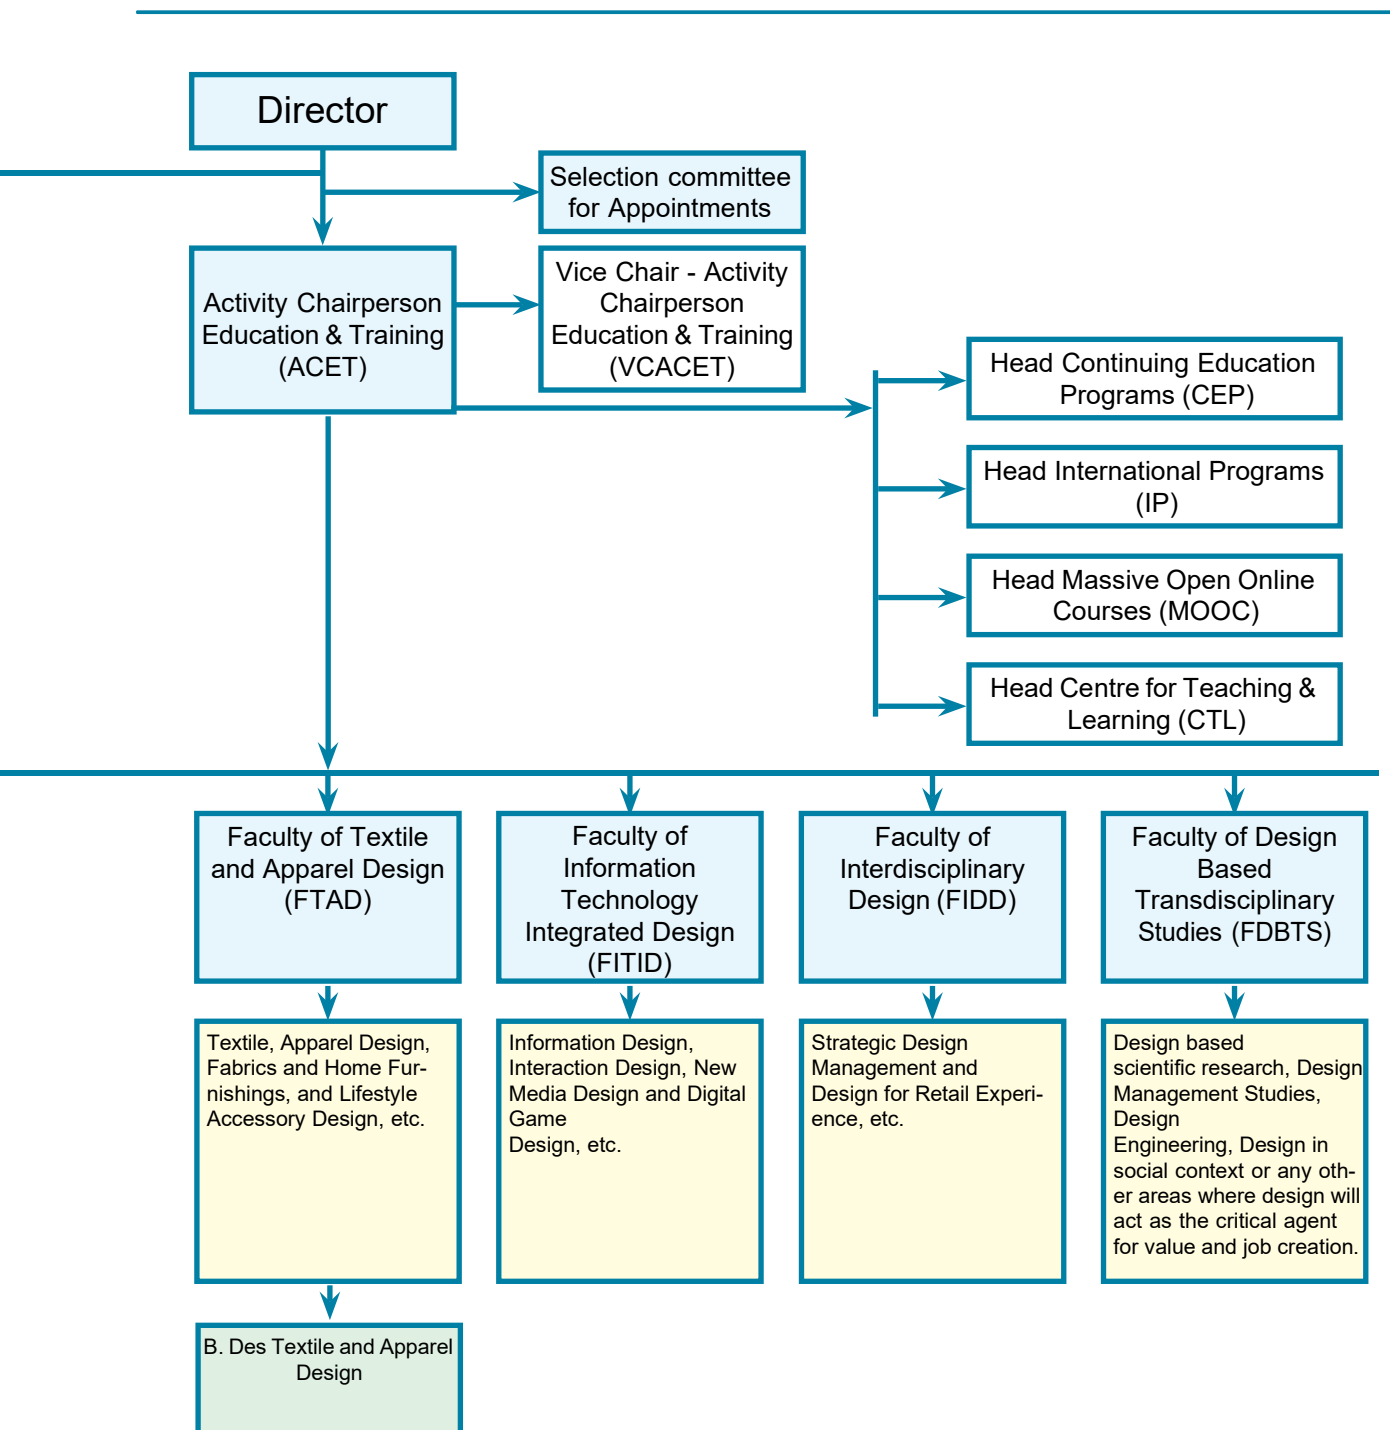 Director
Selection committee
for Appointments
Activity Chairperson
Education & Training
(ACET)
Vice Chair - Activity
Chairperson
Education & Training
(VCACET)
Head Continuing Education
Programs (CEP)
Head International Programs
(IP)
Head Massive Open Online
Courses (MOOC)
Head Centre for Teaching &
Learning (CTL)
Faculty of Textile
and Apparel Design
(FTAD)
Faculty of
Information
Technology
Integrated Design
(FITID)
Faculty of
Interdisciplinary
Design (FIDD)
Faculty of Design
Based
Transdisciplinary
Studies (FDBTS)
Textile, Apparel Design,
Fabrics and Home Fur-
nishings, and Lifestyle
Accessory Design, etc.
Information Design,
Interaction Design, New
Media Design and Digital
Game
Design, etc.
Strategic Design
Management and
Design for Retail Experi-
ence, etc.
Design based
scientific research, Design
Management Studies,
Design
Engineering, Design in
social context or any oth-
er areas where design will
act as the critical agent
for value and job creation.
B. Des Textile and Apparel
Design